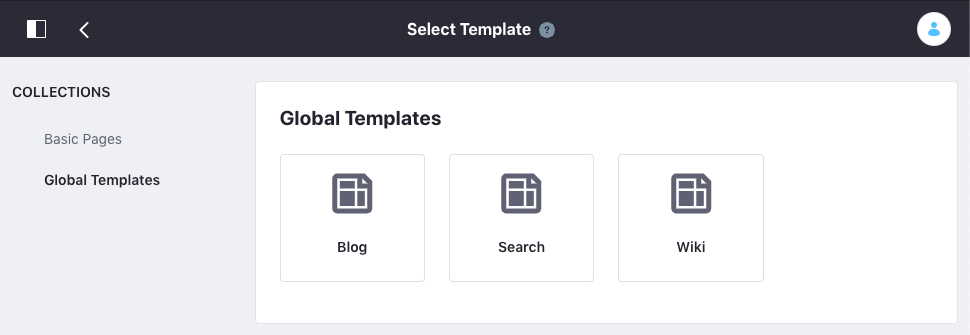 Select Template ?
COLLECTIONS
Basic Pages
Global Templates
Global Templates
Blog
Search
Wiki